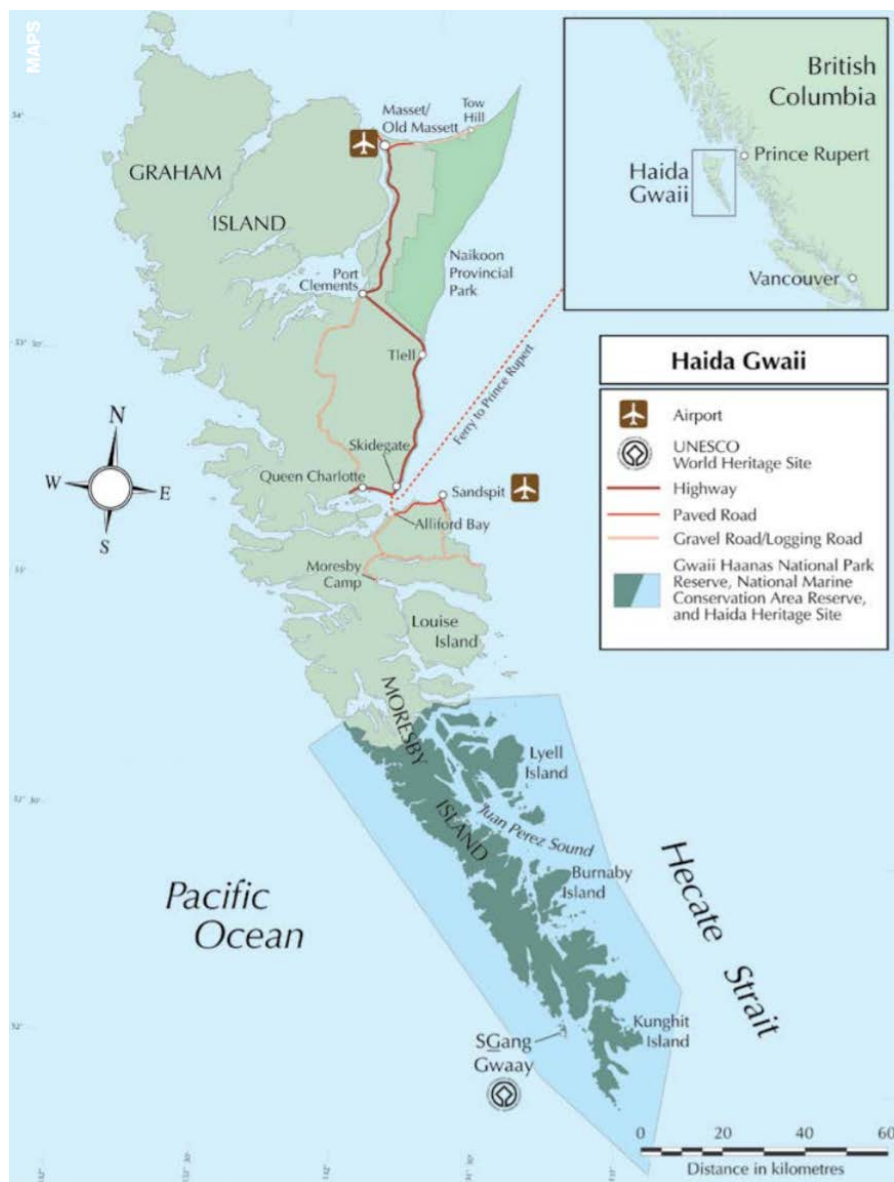 MAPS
54°
Masset/
Old Massett
Tow
Hill
GRAHAM
ISLAND
Port
Clements
Naikoon
Provincial
Park
53° 30'
Tlell
Ferry to Prince Rupert
Skidegate
Queen Charlotte
Sandspit
Alliford Bay
N
W
E
S
Moresby
Camp
Louise
Island
MORESBY
ISLAND
Lyell
Island
Juan Perez Sound
Burnaby
Island
Pacific
Ocean
Hecate Strait
52°
SGang
Gwaay
Kunghit
Island
British
Columbia
Prince Rupert
Haida
Gwaii
Vancouver
Haida Gwaii
Airport
UNESCO
World Heritage Site
Highway
Paved Road
Gravel Road/Logging Road
Gwaii Haanas National Park
Reserve, National Marine
Conservation Area Reserve,
and Haida Heritage Site
0 20 40 60
Distance in kilometres